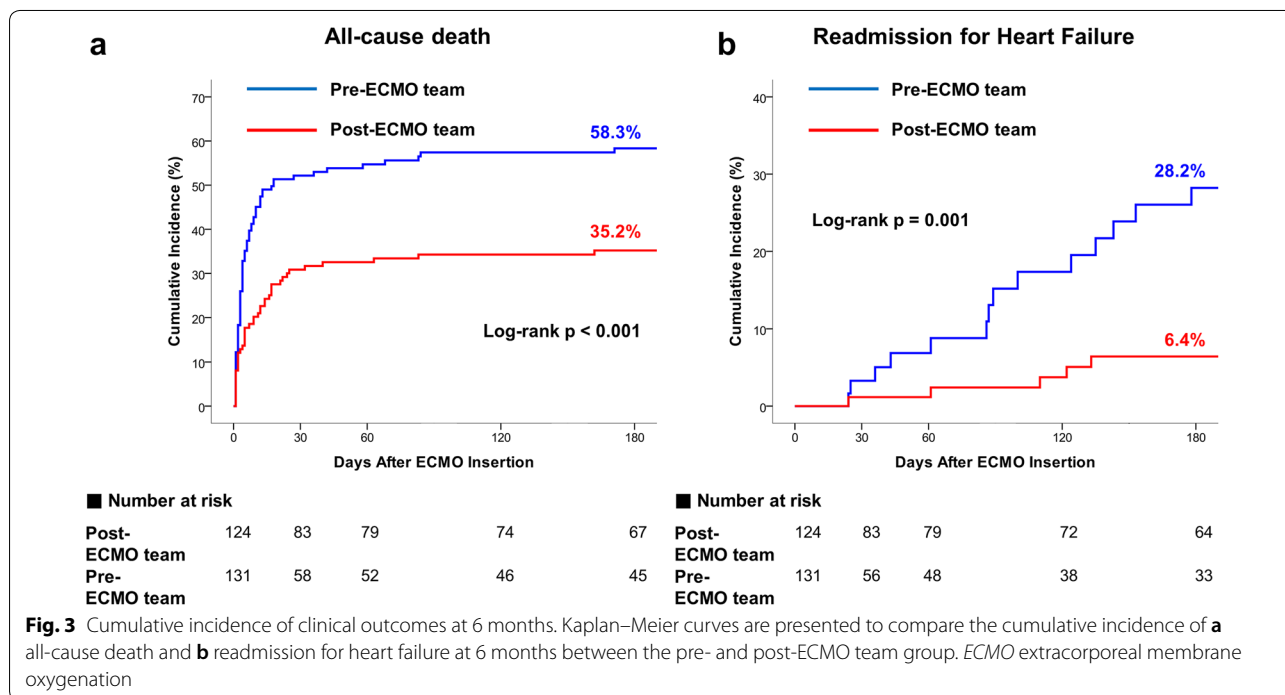 a All-cause death
Pre-ECMO team
Post-ECMO team
70
60
50
40
30
20
10
0
Cumulative Incidence (%)
58.3%
35.2%
Log-rank p < 0.001
0 30 60 120 180
Days After ECMO Insertion
■ Number at risk
Post-
ECMO team 124 83 79 74 67
Pre-
ECMO team 131 58 52 46 45
b Readmission for Heart Failure
Pre-ECMO team
Post-ECMO team
40
30
20
10
0
Cumulative Incidence (%)
28.2%
Log-rank p = 0.001
6.4%
0 30 60 120 180
Days After ECMO Insertion
■ Number at risk
Post-
ECMO team 124 83 79 72 64
Pre-
ECMO team 131 56 48 38 33
Fig. 3 Cumulative incidence of clinical outcomes at 6 months. Kaplan–Meier curves are presented to compare the cumulative incidence of a
all-cause death and b readmission for heart failure at 6 months between the pre- and post-ECMO team group. ECMO extracorporeal membrane
oxygenation